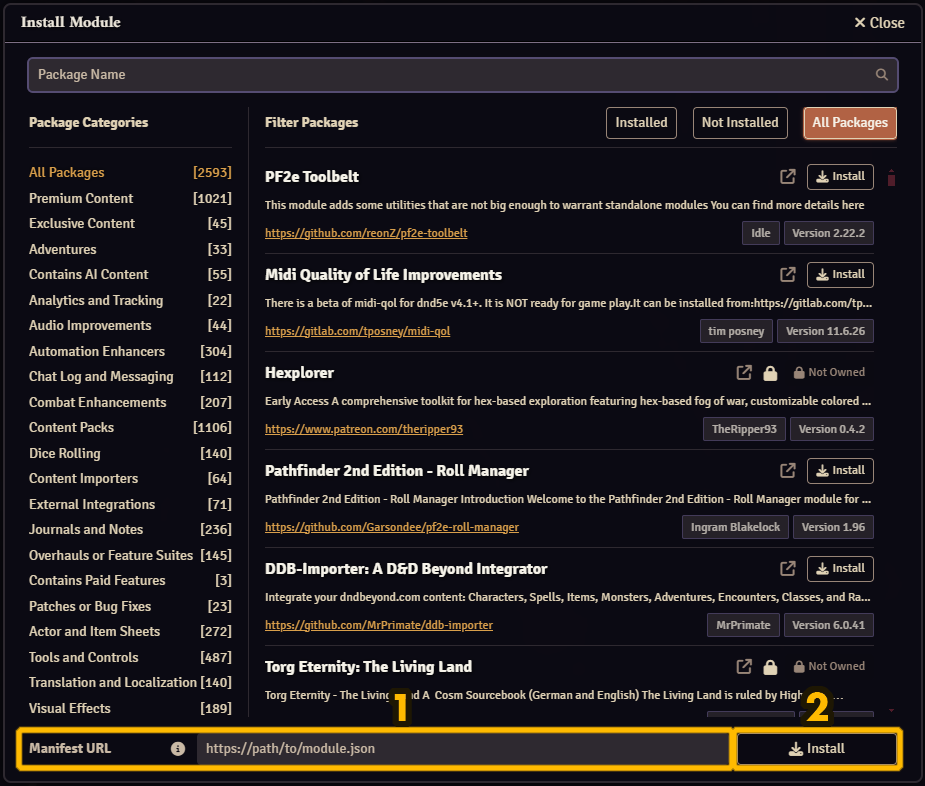 Install Module
Close
Package Name
Package Categories
Filter Packages
Installed
Not Installed
All Packages
All Packages [2593]
Premium Content [1021]
Exclusive Content [45]
Adventures [33]
Contains AI Content [55]
Analytics and Tracking [22]
Audio Improvements [44]
Automation Enhancers [304]
Chat Log and Messaging [112]
Combat Enhancements [207]
Content Packs [1106]
Dice Rolling [140]
Content Importers [64]
External Integrations [71]
Journals and Notes [236]
Overhauls or Feature Suites [145]
Contains Paid Features [3]
Patches or Bug Fixes [23]
Actor and Item Sheets [272]
Tools and Controls [487]
Translation and Localization [140]
Visual Effects [189]
PF2e Toolbelt
Install
This module adds some utilities that are not big enough to warrant standalone modules You can find more details here
https://github.com/reonZ/pf2e-toolbelt
Idle
Version 2.22.2
Midi Quality of Life Improvements
Install
There is a beta of midi-qol for dnd5e v4.1+. It is NOT ready for game play.It can be installed from:https://gitlab.com/tp...
https://gitlab.com/tposney/midi-qol
tim posney
Version 11.6.26
Hexplorer
Not Owned
Early Access A comprehensive toolkit for hex-based exploration featuring hex-based fog of war, customizable colored ...
https://www.patreon.com/theripper93
TheRipper93
Version 0.4.2
Pathfinder 2nd Edition - Roll Manager
Install
Pathfinder 2nd Edition - Roll Manager Introduction Welcome to the Pathfinder 2nd Edition - Roll Manager module for ...
https://github.com/Garsondee/pf2e-roll-manager
Ingram Blakelock
Version 1.96
DDB-Importer: A D&D Beyond Integrator
Install
Integrate your dndbeyond.com content: Characters, Spells, Items, Monsters, Adventures, Encounters, Classes, and Ra...
https://github.com/MrPrimate/ddb-importer
MrPrimate
Version 6.0.41
Torg Eternity: The Living Land
Not Owned
Torg Eternity - The Living A Cosm Sourcebook (German and English) The Living Land is ruled by High ...
1
2
Manifest URL
https://path/to/module.json
Install